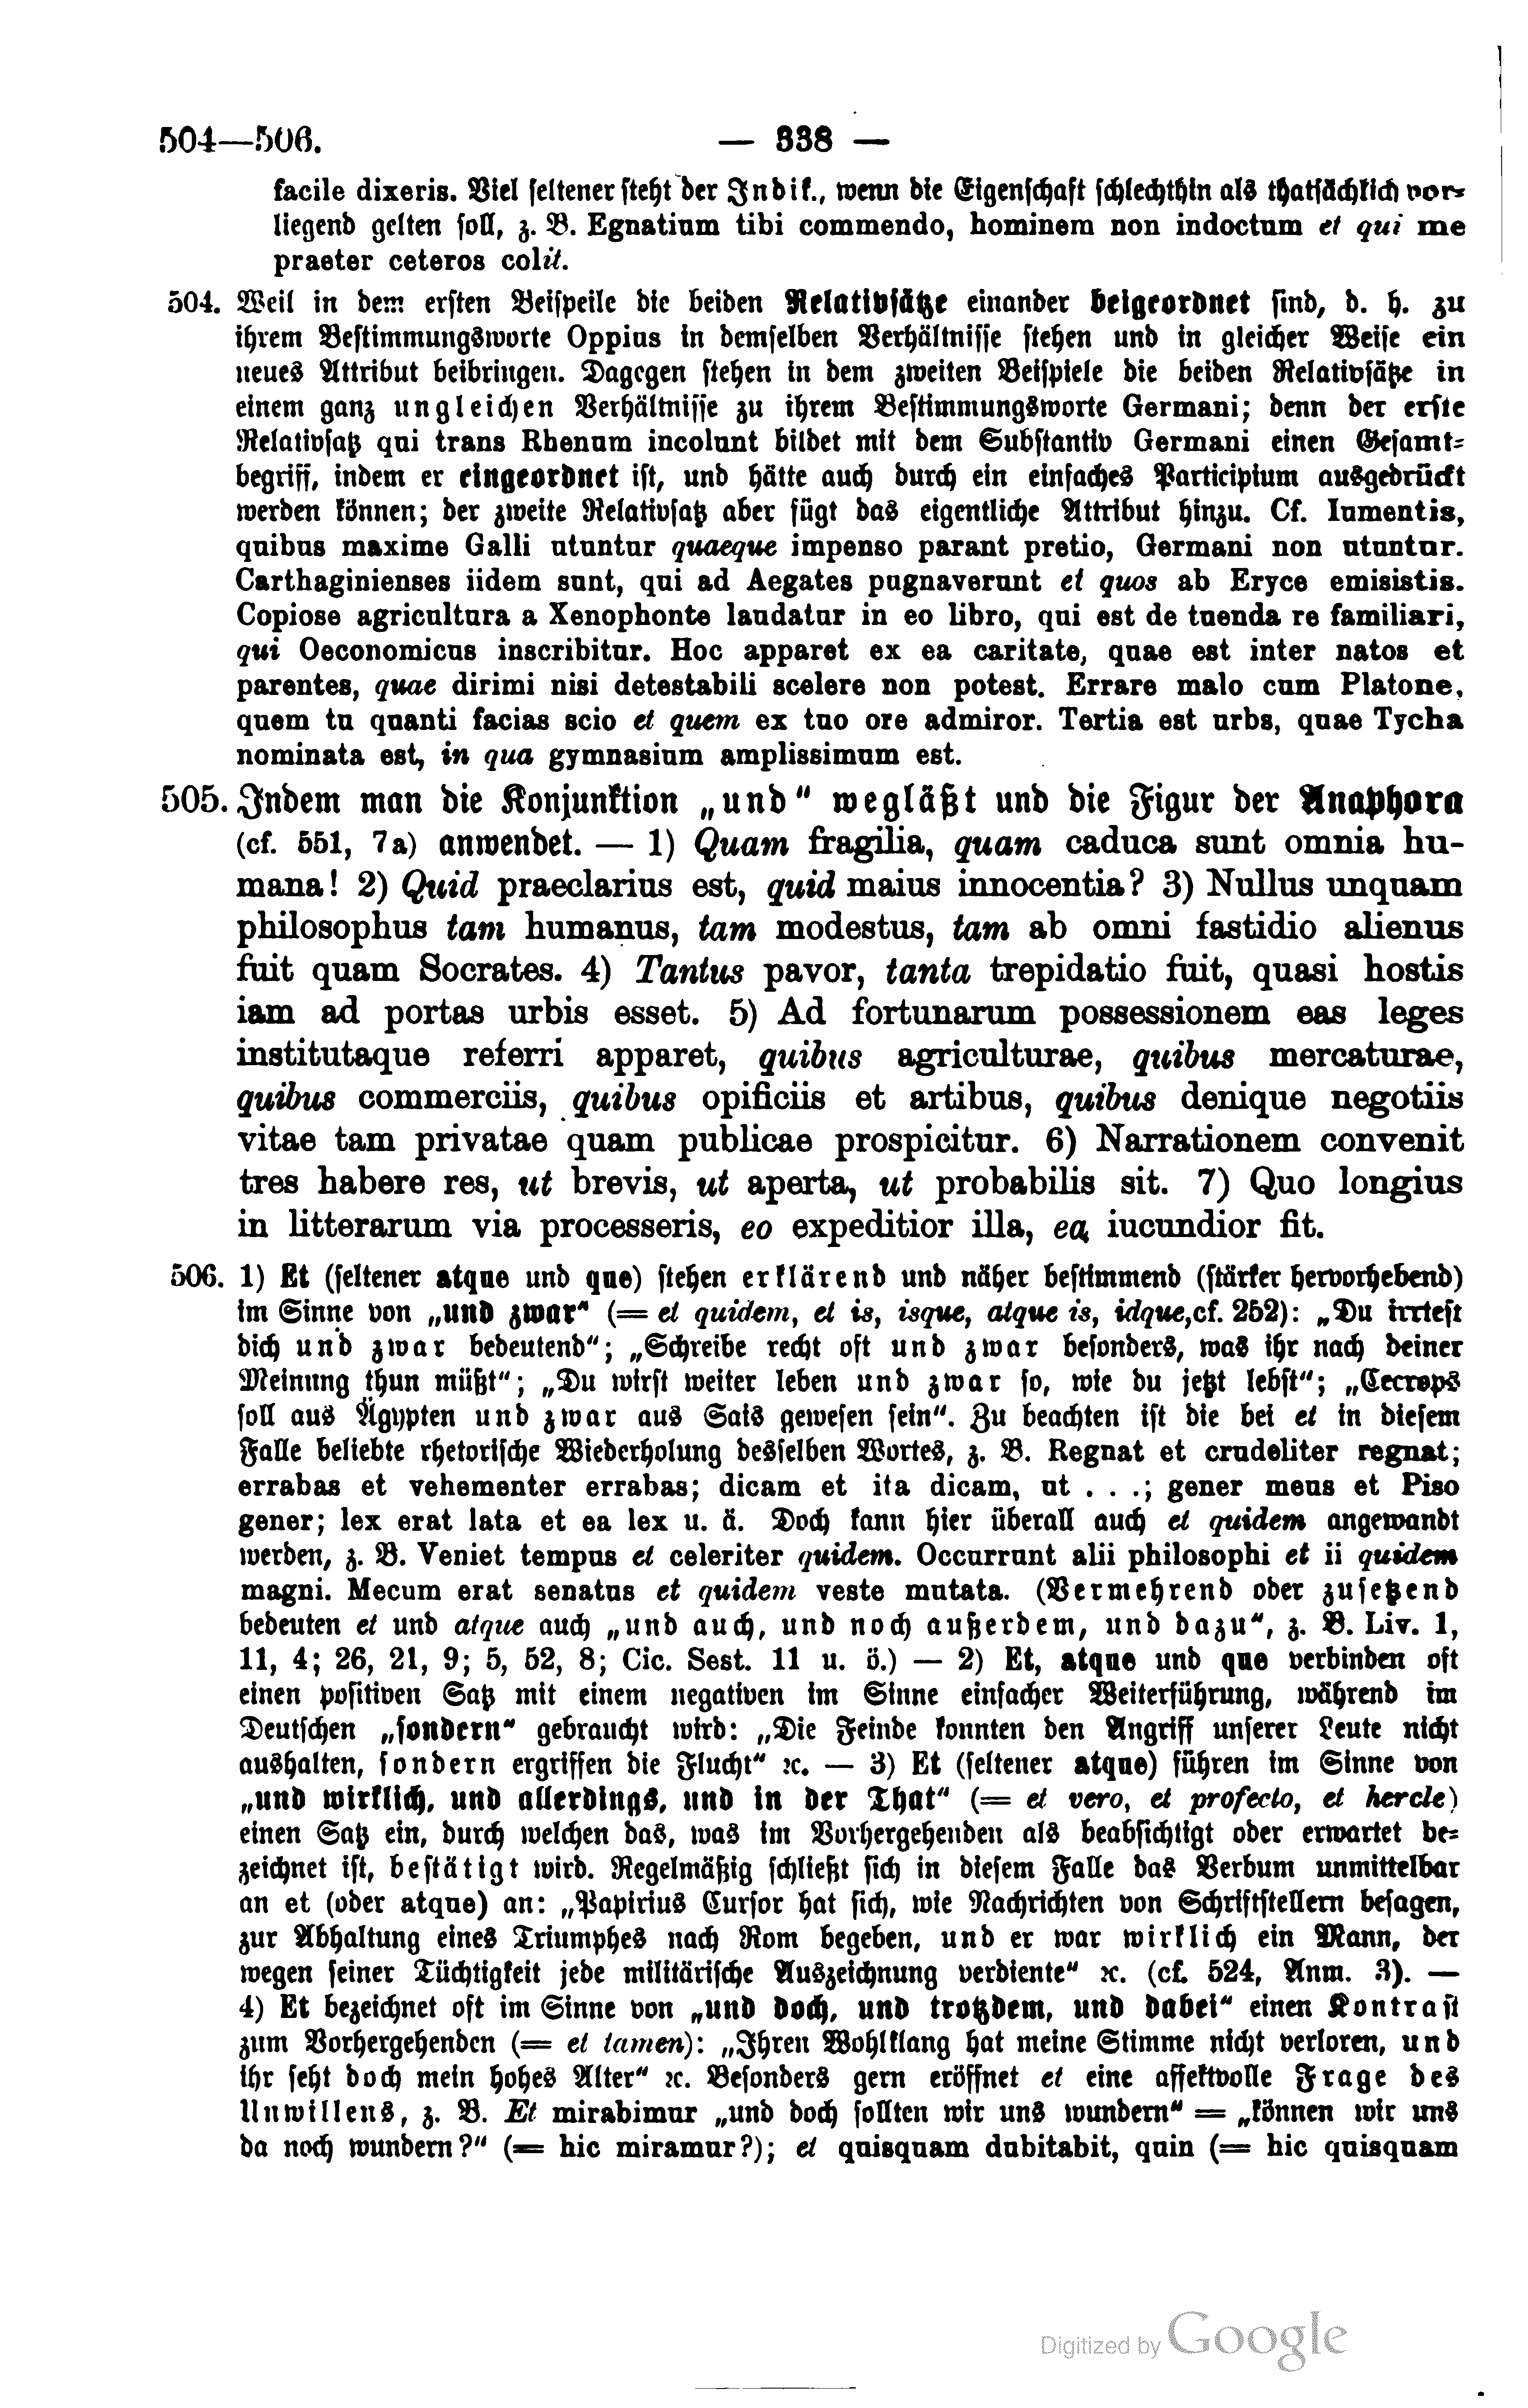 504—506. — 338 —
facile dixeris. Viel seltener steht der Indik., wenn die Eigenschaft schlechthin als thatsächlich vor-
liegend gelten soll, z. B. Egnatium tibi commendo, hominem non indoctum et qui me
praeter ceteros colit.
504. Weil in dem ersten Beispeile die beiden Relativsätze einander beigeordnet sind, d. h. zu
ihrem Bestimmungsworte Oppius in demselben Verhältnisse stehen und in gleicher Weise ein
neues Attribut beibringen. Dagegen stehen in dem zweiten Beispiele die beiden Relativsätze in
einem ganz ungleichen Verhältnisse zu ihrem Bestimmungsworte Germani; denn der erste
Relativsatz qui trans Rhenum incolunt bildet mit dem Substantiv Germani einen Gesamt-
begriff, indem er eingeordnet ist, und hätte auch durch ein einfaches Participium ausgedrückt
werden können; der zweite Relativsatz aber fügt das eigentliche Attribut hinzu. Cf. Iumentis,
quibus maxime Galli utuntur quaeque impenso parant pretio, Germani non utuntur.
Carthaginienses iidem sunt, qui ad Aegates pugnaverunt et quos ab Eryce emisistis.
Copiose agricultura a Xenophonte laudatur in eo libro, qui est de tuenda re familiari,
qui Oeconomicus inscribitur. Hoc apparet ex ea caritate, quae est inter natos et
parentes, quae dirimi nisi detestabili scelere non potest. Errare malo cum Platone,
quem tu quanti facias scio et quem ex tuo ore admiror. Tertia est urbs, quae Tycha
nominata est, in qua gymnasium amplissimum est.
505. Indem man die Konjunktion „und“ wegläßt und die Figur der Anaphora
(cf. 551, 7a) anwendet. — 1) Quam fragilia, quam caduca sunt omnia hu-
mana! 2) Quid praeclarius est, quid maius innocentia? 3) Nullus unquam
philosophus tam humanus, tam modestus, tam ab omni fastidio alienus
fuit quam Socrates. 4) Tantus pavor, tanta trepidatio fuit, quasi hostis
iam ad portas urbis esset. 5) Ad fortunarum possessionem eas leges
institutaque referri apparet, quibus agriculturae, quibus mercaturae,
quibus commerciis, quibus opificiis et artibus, quibus denique negotiis
vitae tam privatae quam publicae prospicitur. 6) Narrationem convenit
tres habere res, ut brevis, ut aperta, ut probabilis sit. 7) Quo longius
in litterarum via processeris, eo expeditior illa, eo iucundior fit.
506. 1) Et (seltener atque und que) stehen erklärend und näher bestimmend (stärker hervorhebend)
im Sinne von „und zwar“ (= et quidem, et is, isque, atque is, idque, cf. 252): „Du irrtest
dich und zwar bedeutend“; „Schreibe recht oft und zwar besonders, was ihr nach deiner
Meinung thun müßt“; „Du wirst weiter leben und zwar so, wie du jetzt lebst“; „Cecrops
soll aus Ägypten und zwar aus Sais gewesen sein“. Zu beachten ist die bei et in diesem
Falle beliebte rhetorische Wiederholung desselben Wortes, z. B. Regnat et crudeliter regnat;
errabas et vehementer errabas; dicam et ita dicam, ut . . .; gener meus et Piso
gener; lex erat lata et ea lex u. ä. Doch kann hier überall auch et quidem angewandt
werden, z. B. Veniet tempus et celeriter quidem. Occurrunt alii philosophi et ii quidem
magni. Mecum erat senatus et quidem veste mutata. (Vermehrend oder zusetzend
bedeuten et und atque auch „und auch, und noch außerdem, und dazu“, z. B. Liv. 1,
11, 4; 26, 21, 9; 5, 52, 8; Cic. Sest. 11 u. ö.) — 2) Et, atque und que verbinden oft
einen positiven Satz mit einem negativen im Sinne einfacher Weiterführung, während im
Deutschen „sondern“ gebraucht wird: „Die Feinde konnten den Angriff unserer Leute nicht
aushalten, sondern ergriffen die Flucht“ ꝛc. — 3) Et (seltener atque) führen im Sinne von
„und wirklich, und allerdings, und in der That“ (= et vero, et profecto, et hercle)
einen Satz ein, durch welchen das, was im Vorhergehenden als beabsichtigt oder erwartet be-
zeichnet ist, bestätigt wird. Regelmäßig schließt sich in diesem Falle das Verbum unmittelbar
an et (oder atque) an: „Papirius Cursor hat sich, wie Nachrichten von Schriftstellern besagen,
zur Abhaltung eines Triumphes nach Rom begeben, und er war wirklich ein Mann, der
wegen seiner Tüchtigkeit jede militärische Auszeichnung verdiente“ ꝛc. (cf. 524, Anm. 3). —
4) Et bezeichnet oft im Sinne von „und doch, und trotzdem, und dabei“ einen Kontrast
zum Vorhergehenden (= et tamen): „Ihren Wohlklang hat meine Stimme nicht verloren, und
ihr seht doch mein hohes Alter“ ꝛc. Besonders gern eröffnet et eine affektvolle Frage des
Unwillens, z. B. Et mirabimur „und doch sollten wir uns wundern“ = „können wir uns
da noch wundern?“ (= hic miramur?); et quisquam dubitabit, quin (= hic quisquam
Digitized by Google